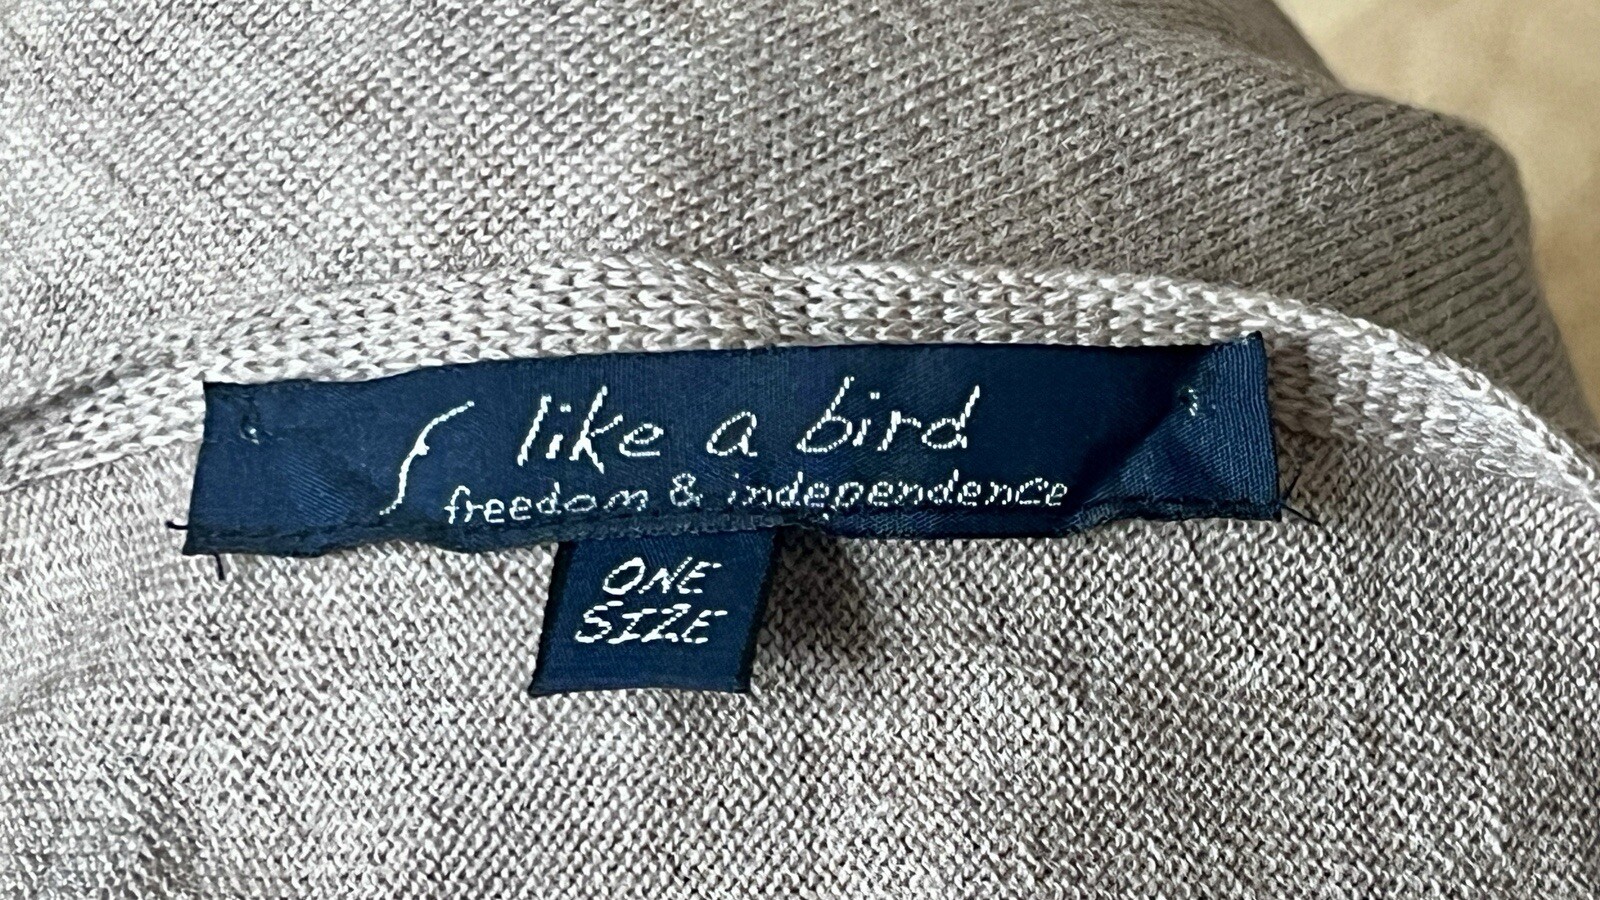 like a bird
freedom & independence
ONE
SIZE